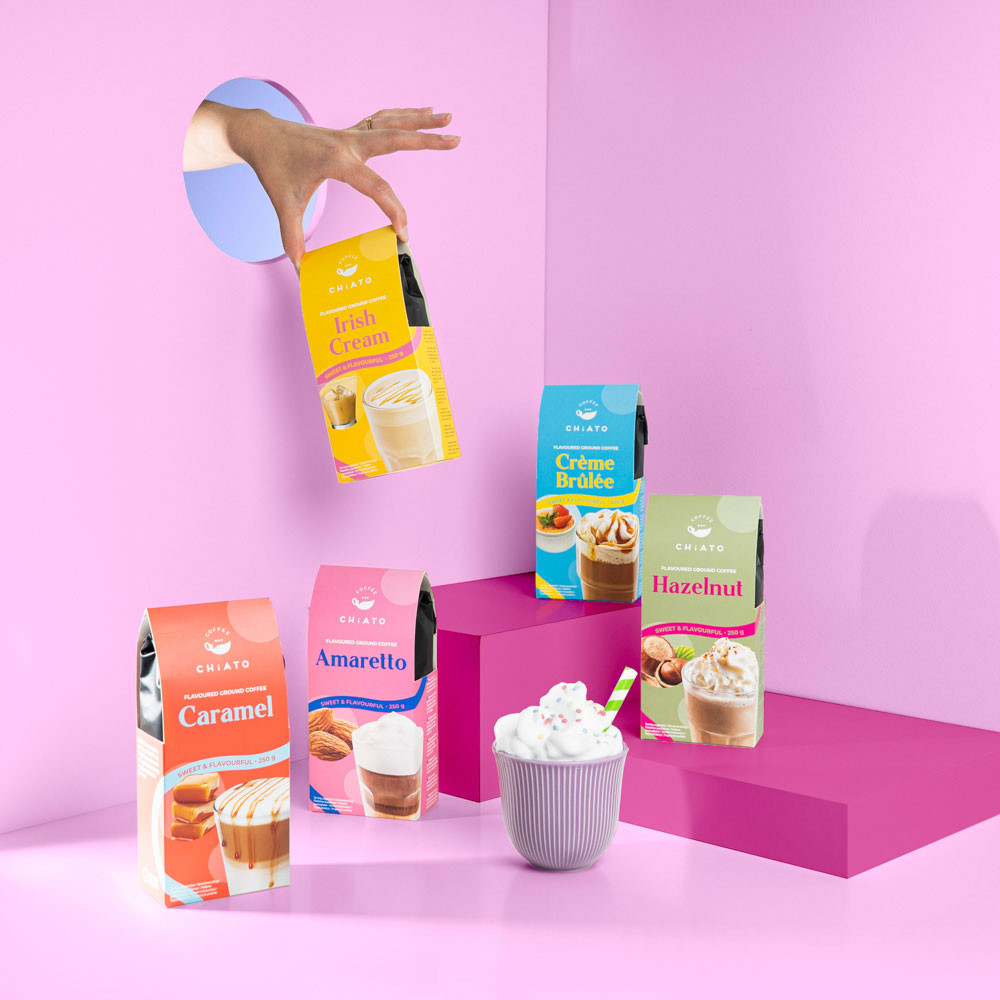 COFFEE
CHiATO
FLAVOURED GROUND COFFEE
Irish
Cream
SWEET & FLAVOURFUL • 250 g
COFFEE
CHiATO
FLAVOURED GROUND COFFEE
Crème
Brûlée
COFFEE
CHiATO
FLAVOURED GROUND COFFEE
Hazelnut
SWEET & FLAVOURFUL • 250 g
COFFEE
CHiATO
FLAVOURED GROUND COFFEE
Amaretto
SWEET & FLAVOURFUL • 250 g
COFFEE
CHiATO
FLAVOURED GROUND COFFEE
Caramel
SWEET & FLAVOURFUL • 250 g